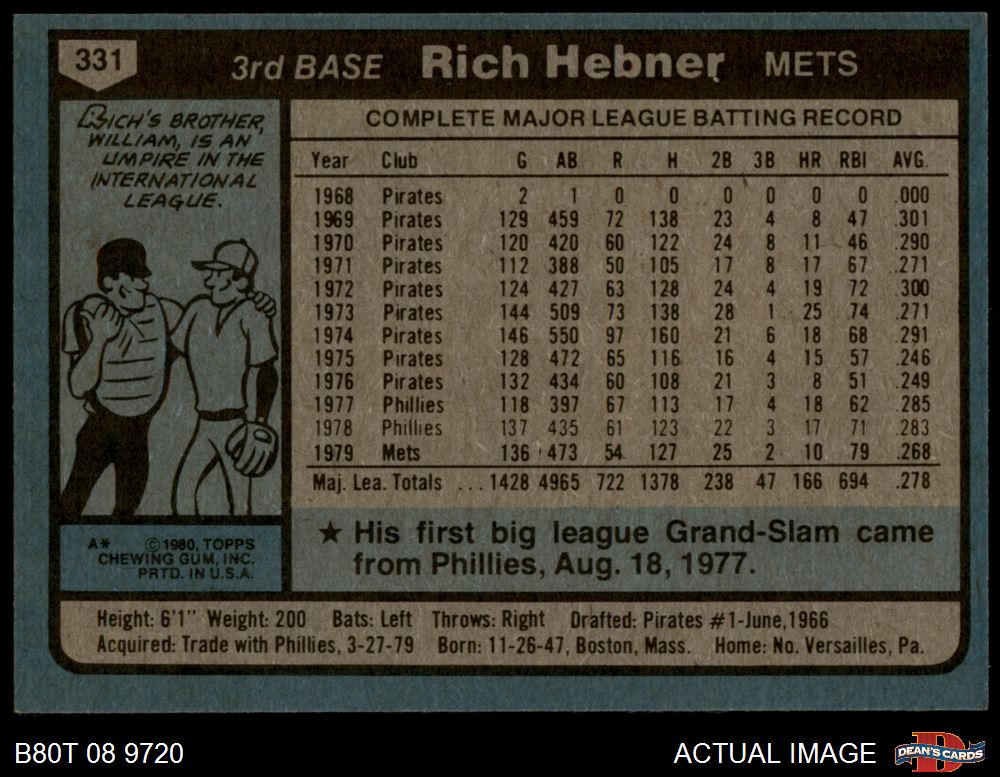 331 3rd BASE Rich Hebner METS
RICH'S BROTHER,
WILLIAM, IS AN
UMPIRE IN THE
INTERNATIONAL
LEAGUE.
COMPLETE MAJOR LEAGUE BATTING RECORD
Year Club G AB R H 2B 3B HR RBI AVG.
1968 Pirates 2 1 0 0 0 0 0 0 .000
1969 Pirates 129 459 72 138 23 4 8 47 .301
1970 Pirates 120 420 60 122 24 8 11 46 .290
1971 Pirates 112 388 50 105 17 8 17 67 .271
1972 Pirates 124 427 63 128 24 4 19 72 .300
1973 Pirates 144 509 73 138 28 1 25 74 .271
1974 Pirates 146 550 97 160 21 6 18 68 .291
1975 Pirates 128 472 65 116 16 4 15 57 .246
1976 Pirates 132 434 60 108 21 3 8 51 .249
1977 Phillies 118 397 67 113 17 4 18 62 .285
1978 Phillies 137 435 61 123 22 3 17 71 .283
1979 Mets 136 473 54 127 25 2 10 79 .268
Maj. Lea. Totals ... 1428 4965 722 1378 238 47 166 694 .278
★ His first big league Grand-Slam came
from Phillies, Aug. 18, 1977.
A* © 1980, TOPPS
CHEWING GUM, INC.
PRTD. IN U.S.A.
Height: 6'1" Weight: 200 Bats: Left Throws: Right Drafted: Pirates #1-June, 1966
Acquired: Trade with Phillies, 3-27-79 Born: 11-26-47, Boston, Mass. Home: No. Versailles, Pa.
B80T 08 9720 ACTUAL IMAGE
D
DEAN'S CARDS